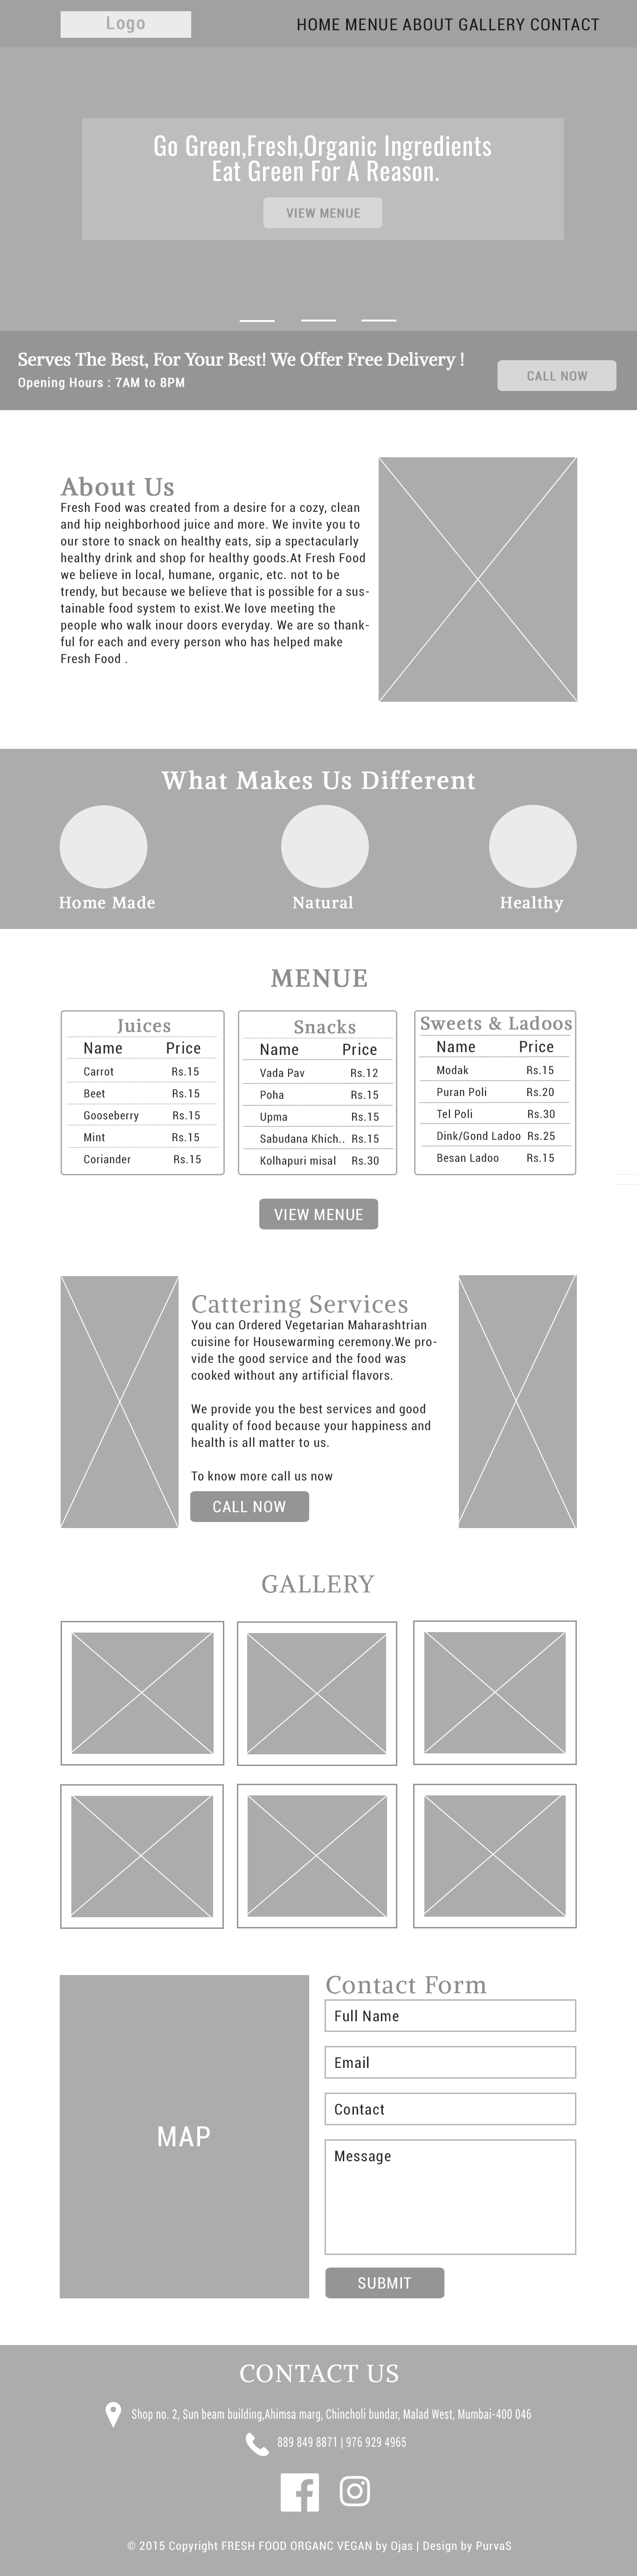 Logo
HOME MENUE ABOUT GALLERY CONTACT
Go Green,Fresh,Organic Ingredients
Eat Green For A Reason.
VIEW MENUE
Serves The Best, For Your Best! We Offer Free Delivery !
Opening Hours : 7AM to 8PM
CALL NOW
About Us
Fresh Food was created from a desire for a cozy, clean
and hip neighborhood juice and more. We invite you to
our store to snack on healthy eats, sip a spectacularly
healthy drink and shop for healthy goods.At Fresh Food
we believe in local, humane, organic, etc. not to be
trendy, but because we believe that is possible for a sus-
tainable food system to exist.We love meeting the
people who walk inour doors everyday. We are so thank-
ful for each and every person who has helped make
Fresh Food .
What Makes Us Different
Home Made
Natural
Healthy
MENUE
Juices
Name Price
Carrot Rs.15
Beet Rs.15
Gooseberry Rs.15
Mint Rs.15
Coriander Rs.15
Snacks
Name Price
Vada Pav Rs.12
Poha Rs.15
Upma Rs.15
Sabudana Khich.. Rs.15
Kolhapuri misal Rs.30
Sweets & Ladoos
Name Price
Modak Rs.15
Puran Poli Rs.20
Tel Poli Rs.30
Dink/Gond Ladoo Rs.25
Besan Ladoo Rs.15
VIEW MENUE
Cattering Services
You can Ordered Vegetarian Maharashtrian
cuisine for Housewarming ceremony.We pro-
vide the good service and the food was
cooked without any artificial flavors.
We provide you the best services and good
quality of food because your happiness and
health is all matter to us.
To know more call us now
CALL NOW
GALLERY
MAP
Contact Form
Full Name
Email
Contact
Message
SUBMIT
CONTACT US
Shop no. 2, Sun beam building,Ahimsa marg, Chincholi bundar, Malad West, Mumbai-400 046
889 849 8871 | 976 929 4965
© 2015 Copyright FRESH FOOD ORGANC VEGAN by Ojas | Design by PurvaS